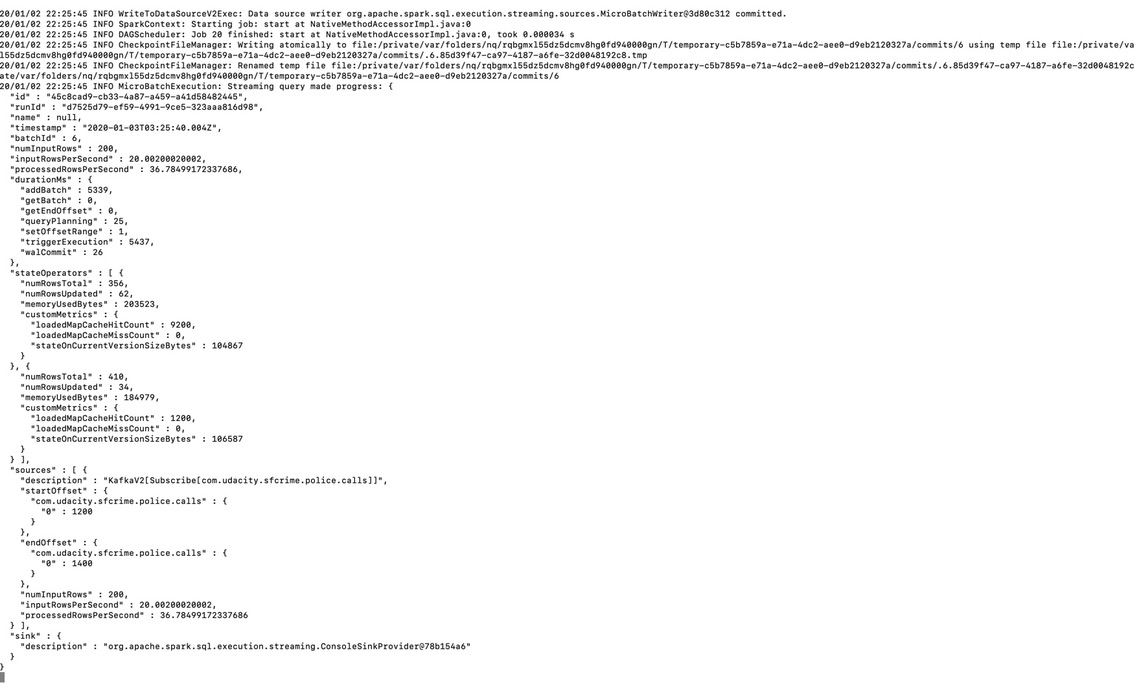 20/01/02 22:25:45 INFO WriteToDataSourceV2Exec: Data source writer org.apache.spark.sql.execution.streaming.sources.MicroBatchWriter@3d80c312 committed.
20/01/02 22:25:45 INFO SparkContext: Starting job: start at NativeMethodAccessorImpl.java:0
20/01/02 22:25:45 INFO DAGScheduler: Job 20 finished: start at NativeMethodAccessorImpl.java:0, took 0.000034 s
20/01/02 22:25:45 INFO CheckpointFileManager: Writing atomically to file:/private/var/folders/nq/rqbgmxl55dz5dcmv8hg0fd940000gn/T/temporary-c5b7859a-e71a-4dc2-aee0-d9eb2120327a/commits/6 using temp file file:/private/va
l55dz5dcmv8hg0fd940000gn/T/temporary-c5b7859a-e71a-4dc2-aee0-d9eb2120327a/commits/.6.85d39f47-ca97-4187-a6fe-32d0048192c8.tmp
20/01/02 22:25:45 INFO CheckpointFileManager: Renamed temp file file:/private/var/folders/nq/rqbgmxl55dz5dcmv8hg0fd940000gn/T/temporary-c5b7859a-e71a-4dc2-aee0-d9eb2120327a/commits/.6.85d39f47-ca97-4187-a6fe-32d0048192c
ate/var/folders/nq/rqbgmxl55dz5dcmv8hg0fd940000gn/T/temporary-c5b7859a-e71a-4dc2-aee0-d9eb2120327a/commits/6
20/01/02 22:25:45 INFO MicroBatchExecution: Streaming query made progress: {
  "id" : "45c8cad9-cb33-4a87-a459-a41d58482445",
  "runId" : "d7525d79-ef59-4991-9ce5-323aaa816d98",
  "name" : null,
  "timestamp" : "2020-01-03T03:25:40.004Z",
  "batchId" : 6,
  "numInputRows" : 200,
  "inputRowsPerSecond" : 20.00200020002,
  "processedRowsPerSecond" : 36.78499172337686,
  "durationMs" : {
    "addBatch" : 5339,
    "getBatch" : 0,
    "getEndOffset" : 0,
    "queryPlanning" : 25,
    "setOffsetRange" : 1,
    "triggerExecution" : 5437,
    "walCommit" : 26
  },
  "stateOperators" : [ {
    "numRowsTotal" : 356,
    "numRowsUpdated" : 62,
    "memoryUsedBytes" : 203523,
    "customMetrics" : {
      "loadedMapCacheHitCount" : 9200,
      "loadedMapCacheMissCount" : 0,
      "stateOnCurrentVersionSizeBytes" : 104867
    }
  }, {
    "numRowsTotal" : 410,
    "numRowsUpdated" : 34,
    "memoryUsedBytes" : 184979,
    "customMetrics" : {
      "loadedMapCacheHitCount" : 1200,
      "loadedMapCacheMissCount" : 0,
      "stateOnCurrentVersionSizeBytes" : 106587
    }
  } ],
  "sources" : [ {
    "description" : "KafkaV2[Subscribe[com.udacity.sfcrime.police.calls]]",
    "startOffset" : {
      "com.udacity.sfcrime.police.calls" : {
        "0" : 1200
      }
    },
    "endOffset" : {
      "com.udacity.sfcrime.police.calls" : {
        "0" : 1400
      }
    },
    "numInputRows" : 200,
    "inputRowsPerSecond" : 20.00200020002,
    "processedRowsPerSecond" : 36.78499172337686
  } ],
  "sink" : {
    "description" : "org.apache.spark.sql.execution.streaming.ConsoleSinkProvider@78b154a6"
  }
}